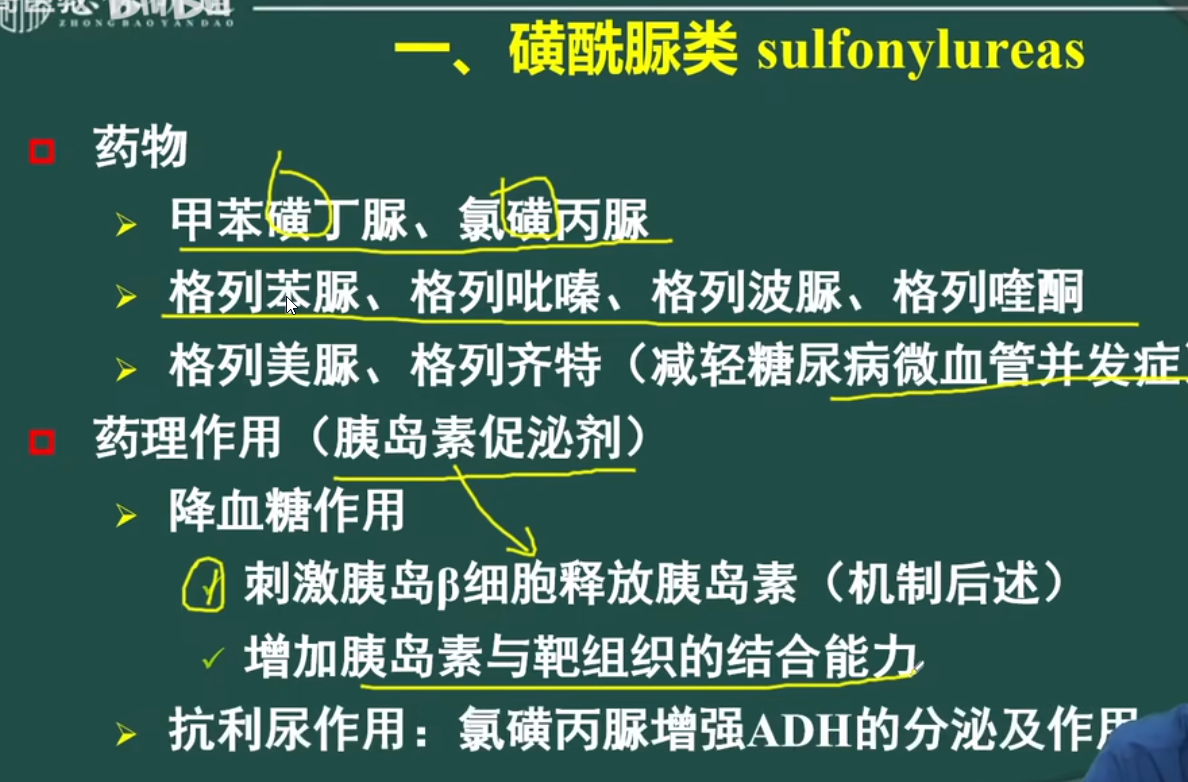 ZHONGBAOYANDAO
一、磺酰脲类 sulfonylureas
药物
甲苯磺丁脲、氯磺丙脲
格列苯脲、格列吡嗪、格列波脲、格列喹酮
格列美脲、格列齐特（减轻糖尿病微血管并发症）
药理作用（胰岛素促泌剂）
降血糖作用
刺激胰岛β细胞释放胰岛素（机制后述）
增加胰岛素与靶组织的结合能力
抗利尿作用：氯磺丙脲增强ADH的分泌及作用